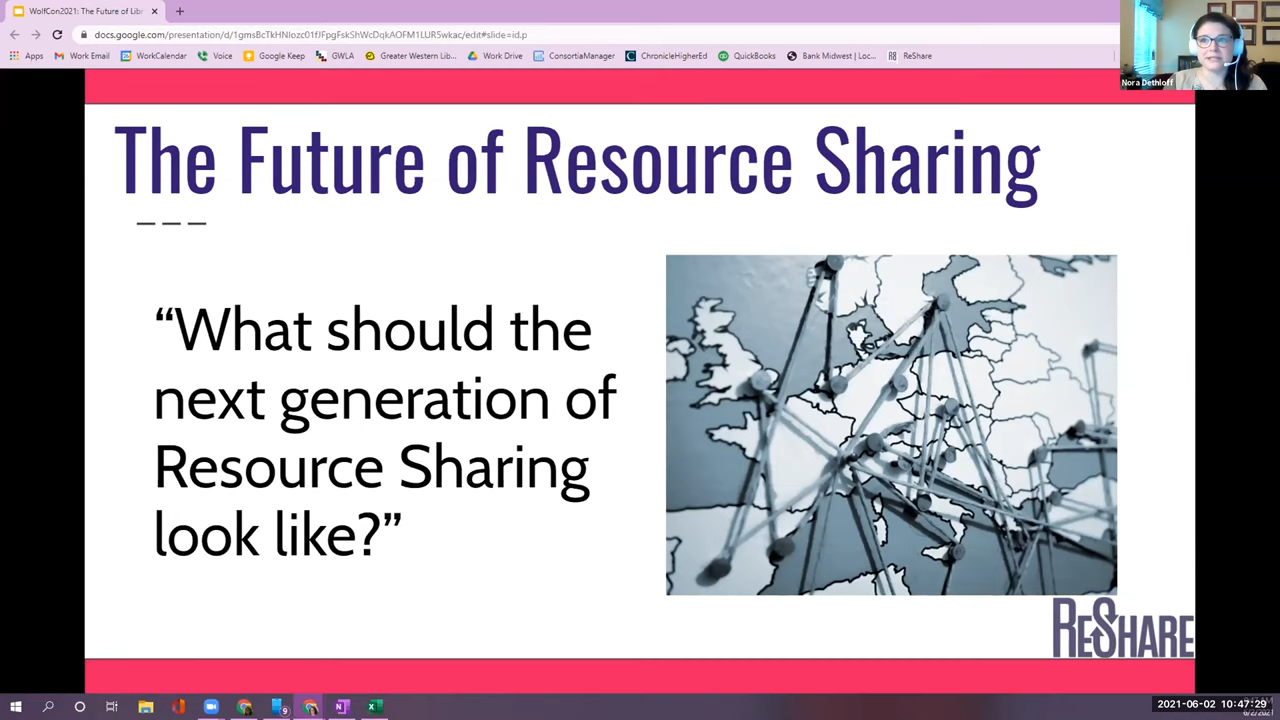 WolfCon2021: The Future of Libr
docs.google.com/presentation/d/1gmsBcTkHNIozc01fJFpgFskShWcDqkAOFM1LUR5wkac/edit#slide=id.p
Apps
Work Email
WorkCalendar
Voice
Google Keep
GWLA
Greater Western Lib...
Work Drive
ConsortiaManager
ChronicleHigherEd
QuickBooks
Bank Midwest | Loc...
ReShare
Nora Dethloff
The Future of Resource Sharing
“What should the
next generation of
Resource Sharing
look like?”
RESHARE
2021-06-02 10:47:29